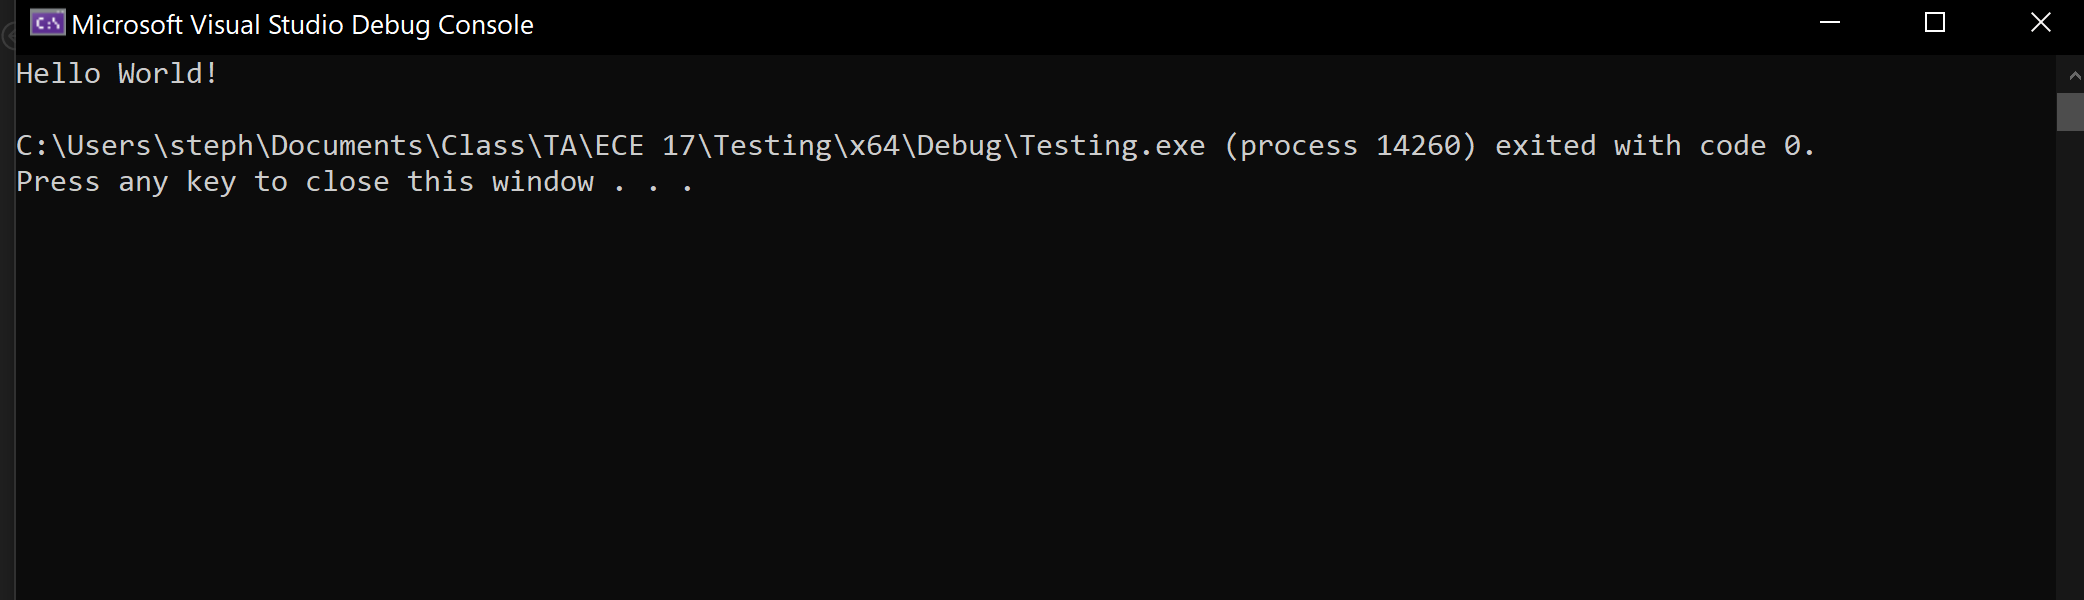 Microsoft Visual Studio Debug Console
Hello World!
C:\Users\steph\Documents\Class\TA\ECE 17\Testing\x64\Debug\Testing.exe (process 14260) exited with code 0.
Press any key to close this window . . .